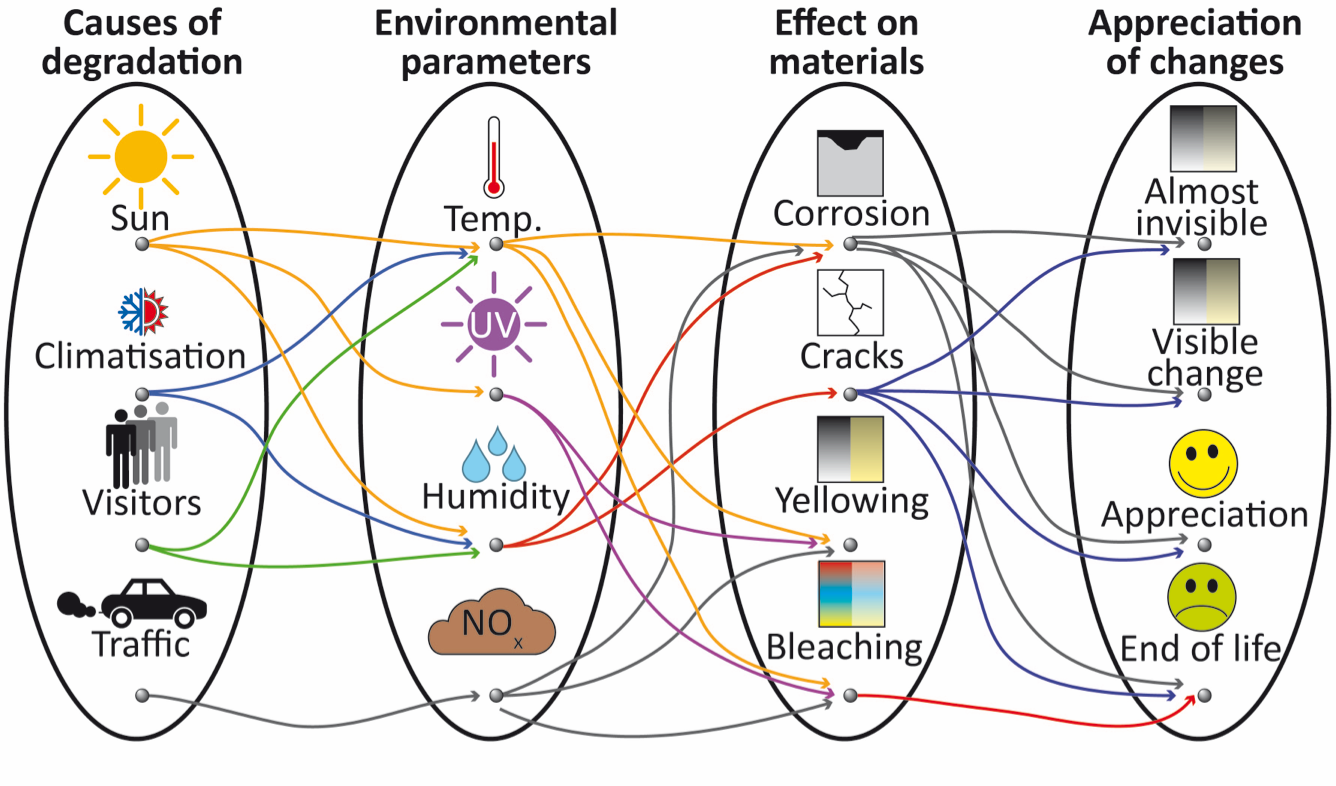 Causes of
degradation
Environmental
parameters
Effect on
materials
Appreciation
of changes
Sun
Climatisation
Visitors
Traffic
Temp.
UV
Humidity
NOx
Corrosion
Cracks
Yellowing
Bleaching
Almost
invisible
Visible
change
Appreciation
End of life